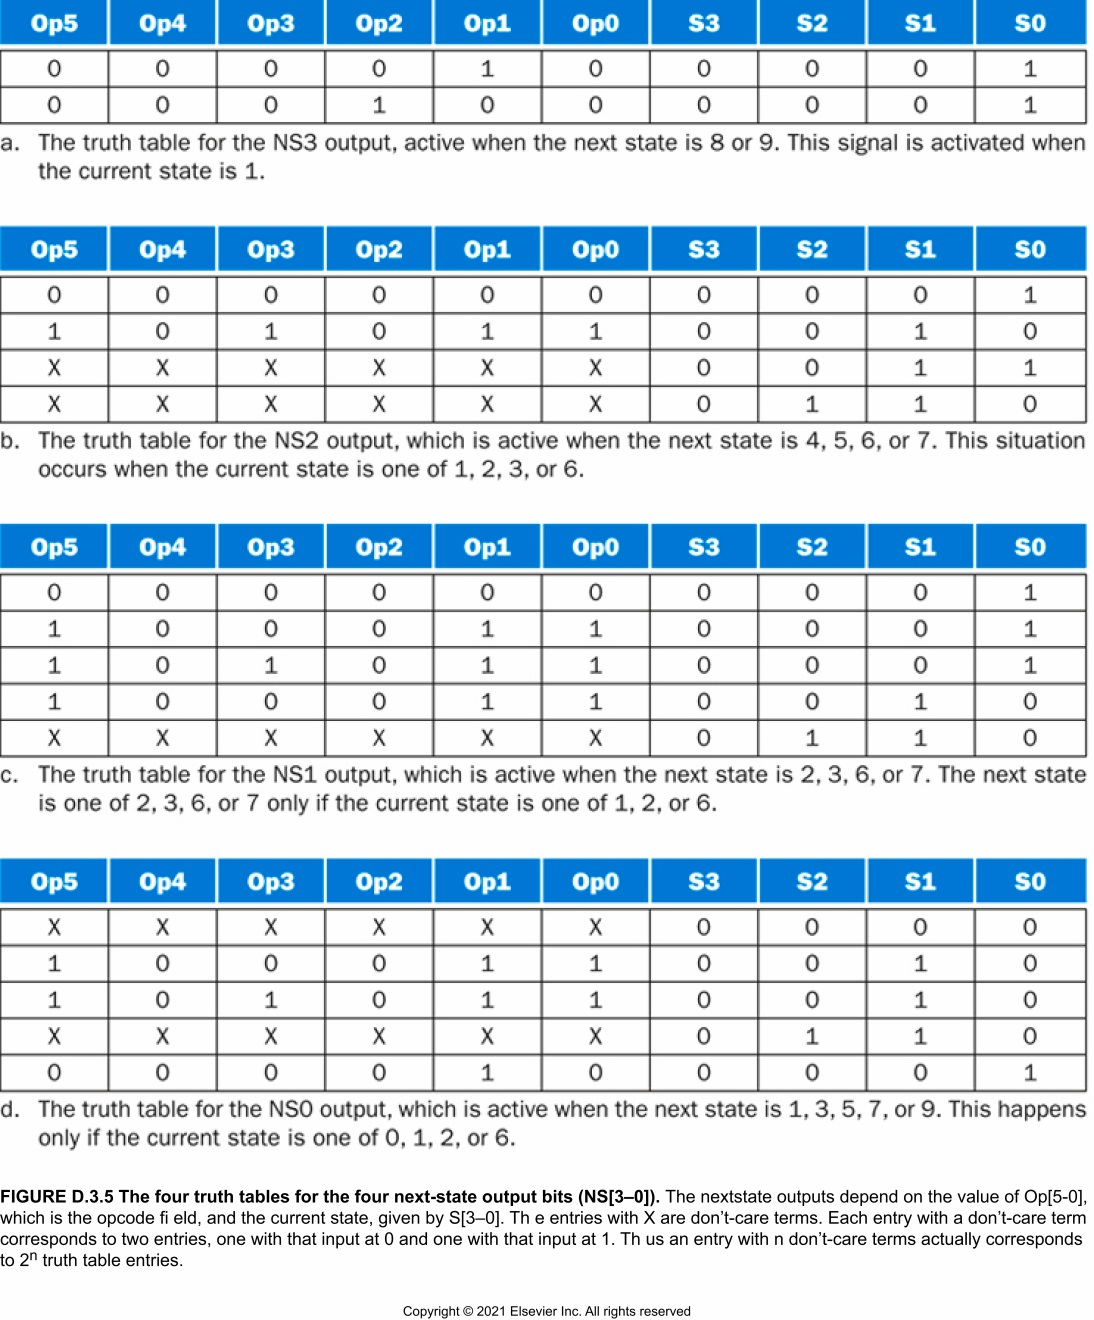 Op5 Op4 Op3 Op2 Op1 Op0 S3 S2 S1 S0
0 0 0 0 1 0 0 0 0 1
0 0 0 1 0 0 0 0 0 1
a. The truth table for the NS3 output, active when the next state is 8 or 9. This signal is activated when
the current state is 1.
Op5 Op4 Op3 Op2 Op1 Op0 S3 S2 S1 S0
0 0 0 0 0 0 0 0 0 1
1 0 1 0 1 1 0 0 1 0
X X X X X X 0 0 1 1
X X X X X X 0 1 1 0
b. The truth table for the NS2 output, which is active when the next state is 4, 5, 6, or 7. This situation
occurs when the current state is one of 1, 2, 3, or 6.
Op5 Op4 Op3 Op2 Op1 Op0 S3 S2 S1 S0
0 0 0 0 0 0 0 0 0 1
1 0 0 0 1 1 0 0 0 1
1 0 1 0 1 1 0 0 0 1
1 0 0 0 1 1 0 0 1 0
X X X X X X 0 1 1 0
c. The truth table for the NS1 output, which is active when the next state is 2, 3, 6, or 7. The next state
is one of 2, 3, 6, or 7 only if the current state is one of 1, 2, or 6.
Op5 Op4 Op3 Op2 Op1 Op0 S3 S2 S1 S0
X X X X X X 0 0 0 0
1 0 0 0 1 1 0 0 1 0
1 0 1 0 1 1 0 0 1 0
X X X X X X 0 1 1 0
0 0 0 0 1 0 0 0 0 1
d. The truth table for the NS0 output, which is active when the next state is 1, 3, 5, 7, or 9. This happens
only if the current state is one of 0, 1, 2, or 6.
FIGURE D.3.5 The four truth tables for the four next-state output bits (NS[3–0]). The nextstate outputs depend on the value of Op[5-0],
which is the opcode fi eld, and the current state, given by S[3–0]. Th e entries with X are don’t-care terms. Each entry with a don’t-care term
corresponds to two entries, one with that input at 0 and one with that input at 1. Th us an entry with n don’t-care terms actually corresponds
to 2ⁿ truth table entries.
Copyright © 2021 Elsevier Inc. All rights reserved